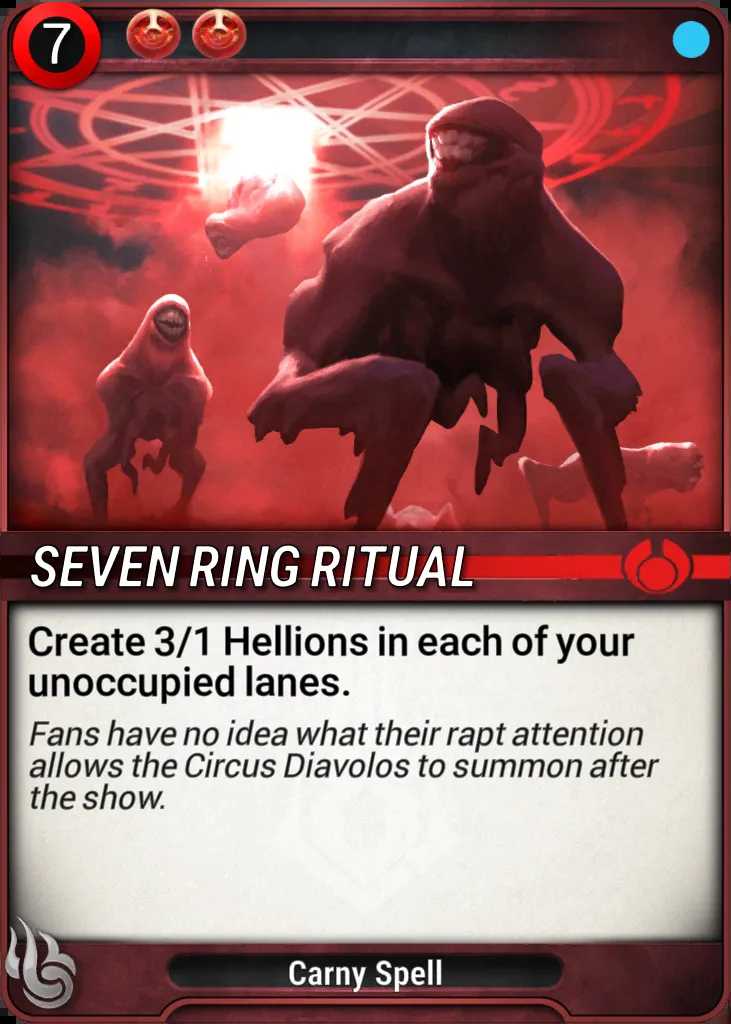 7
SEVEN RING RITUAL
Create 3/1 Hellions in each of your
unoccupied lanes.
Fans have no idea what their rapt attention
allows the Circus Diavolos to summon after
the show.
Carny Spell